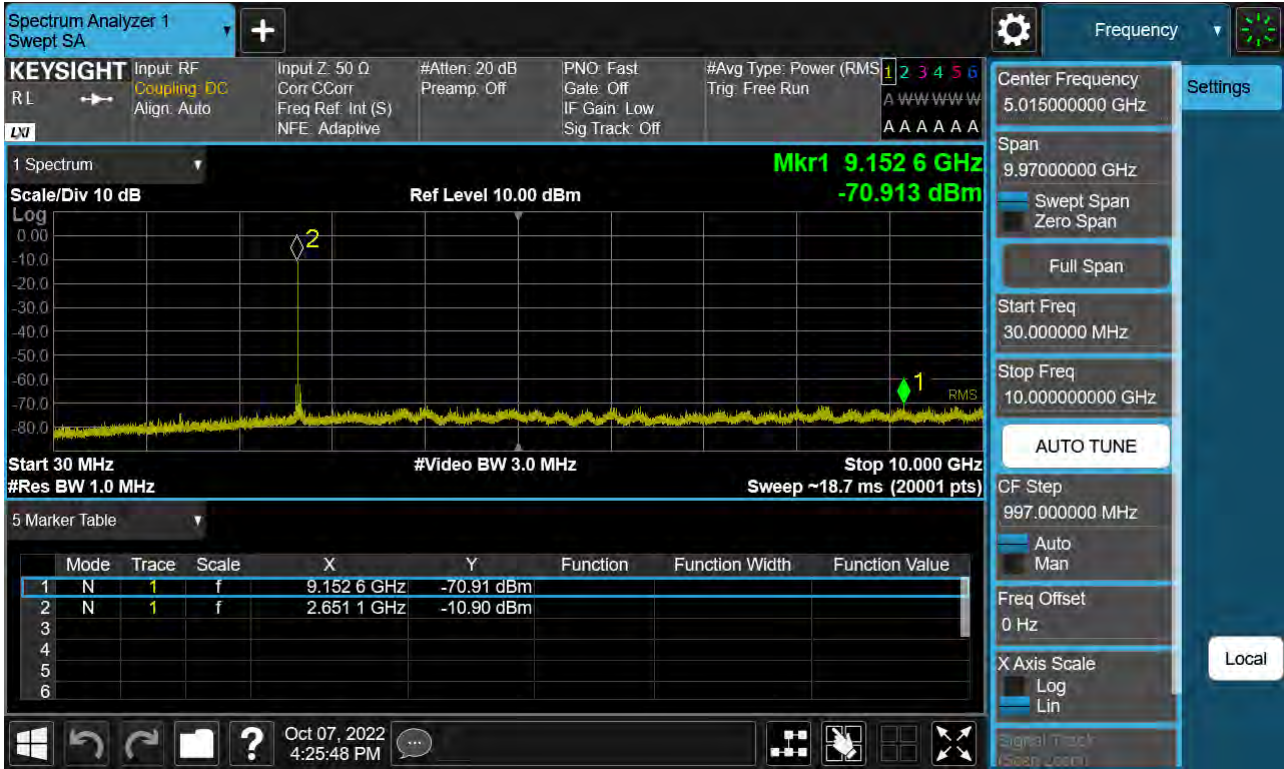 Spectrum Analyzer 1
Swept SA
Frequency
KEYSIGHT
R L
LXI
Input: RF
Coupling: DC
Align: Auto
Input Z: 50 Ω
Corr CCorr
Freq Ref: Int (S)
NFE: Adaptive
#Atten: 20 dB
Preamp: Off
PNO: Fast
Gate: Off
IF Gain: Low
Sig Track: Off
#Avg Type: Power (RMS
Trig: Free Run
1 2 3 4 5 6
A W W W W W
A A A A A A
1 Spectrum
Mkr1 9.152 6 GHz
-70.913 dBm
Scale/Div 10 dB
Ref Level 10.00 dBm
Log
0.00
-10.0
-20.0
-30.0
-40.0
-50.0
-60.0
-70.0
-80.0
2
1
RMS
Start 30 MHz
#Video BW 3.0 MHz
Stop 10.000 GHz
#Res BW 1.0 MHz
Sweep ~18.7 ms (20001 pts)
5 Marker Table
Mode Trace Scale X Y Function Function Width Function Value
1 N 1 f 9.152 6 GHz -70.91 dBm
2 N 1 f 2.651 1 GHz -10.90 dBm
3
4
5
6
Oct 07, 2022
4:25:48 PM
Center Frequency
5.015000000 GHz
Settings
Span
9.97000000 GHz
Swept Span
Zero Span
Full Span
Start Freq
30.000000 MHz
Stop Freq
10.000000000 GHz
AUTO TUNE
CF Step
997.000000 MHz
Auto
Man
Freq Offset
0 Hz
X Axis Scale
Log
Lin
Local
Signal Track
(Span Zoom)